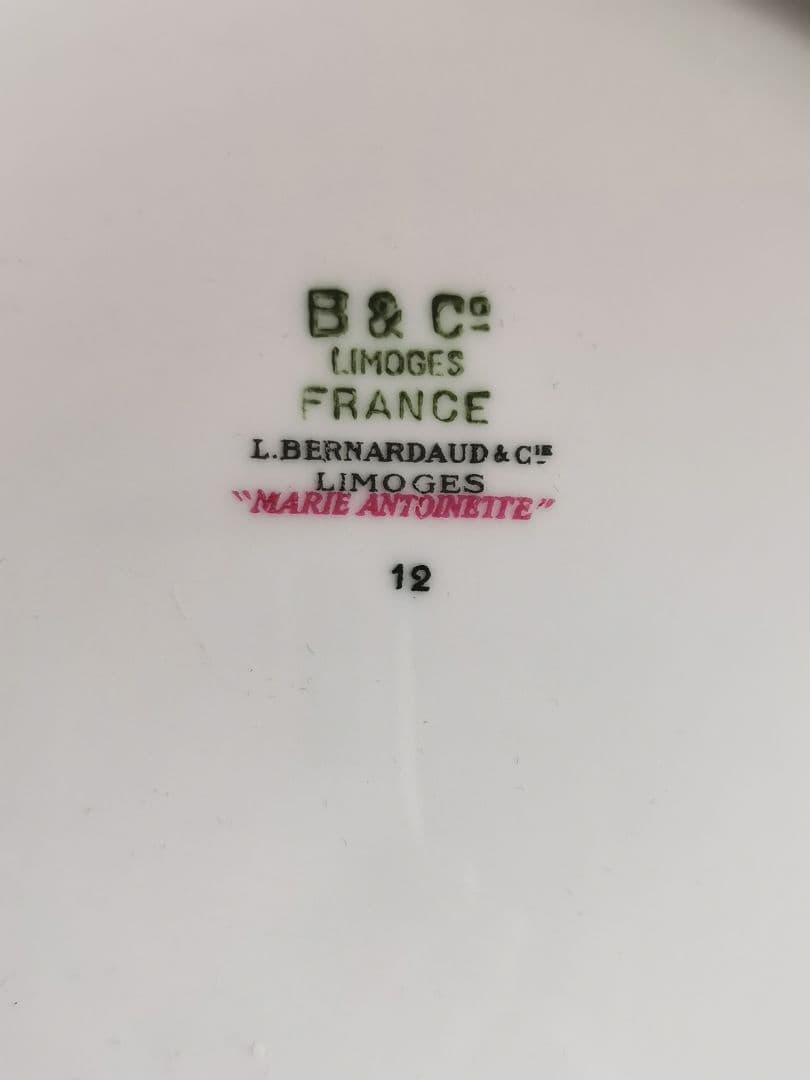 B & Cº
LIMOGES
FRANCE
L.BERNARDAUD & Cᴵᴱ
LIMOGES
"MARIE ANTOINETTE"
12